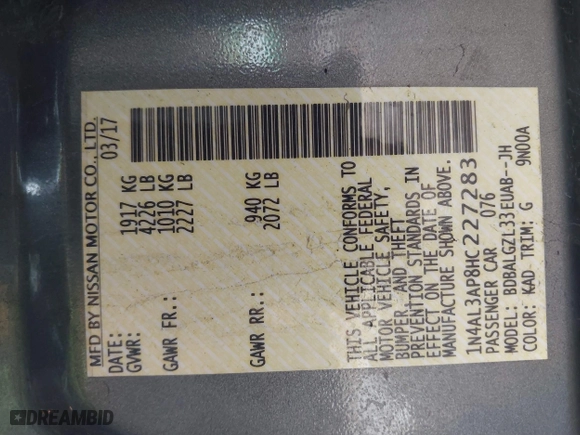 MFD BY NISSAN MOTOR CO., LTD.
DATE: 03/17
GVWR: 1917 KG
4226 LB
GAWR FR.: 1010 KG
2227 LB
GAWR RR.: 940 KG
2072 LB
THIS VEHICLE CONFORMS TO
ALL APPLICABLE FEDERAL
MOTOR VEHICLE SAFETY,
BUMPER, AND THEFT
PREVENTION STANDARDS IN
EFFECT ON THE DATE OF
MANUFACTURE SHOWN ABOVE.
1N4AL3AP8HC227283
PASSENGER CAR 076
MODEL: BDBALGZL33EUAB--JH
COLOR: KAD TRIM: G 9N00A
DREAMBID